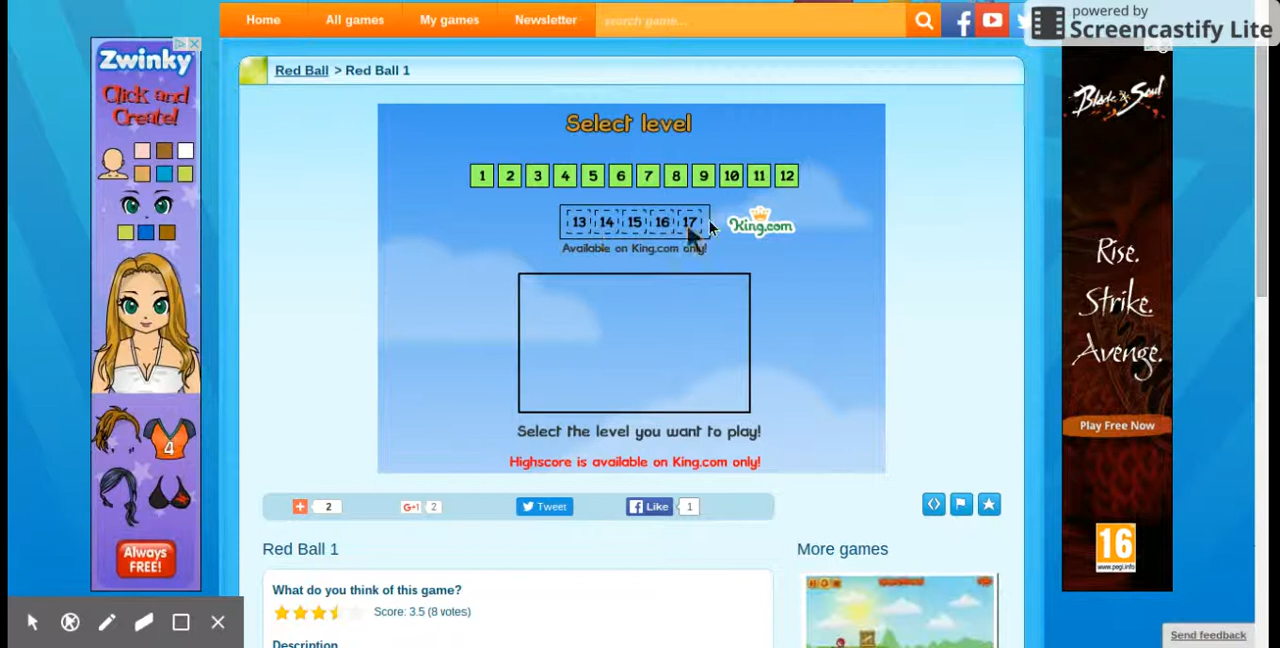 powered by
Screencastify Lite
Home
All games
My games
Newsletter
search game...
Red Ball > Red Ball 1
Zwinky
Click and
Create!
4
Always
FREE!
Select level
1 2 3 4 5 6 7 8 9 10 11 12
13 14 15 16 17
King.com
Available on King.com only!
Select the level you want to play!
Highscore is available on King.com only!
2
G+1 2
Tweet
Like 1
Red Ball 1
What do you think of this game?
Score: 3.5 (8 votes)
Description
More games
Blade & Soul
Rise.
Strike.
Avenge.
Play Free Now
16
www.pegi.info
Send feedback